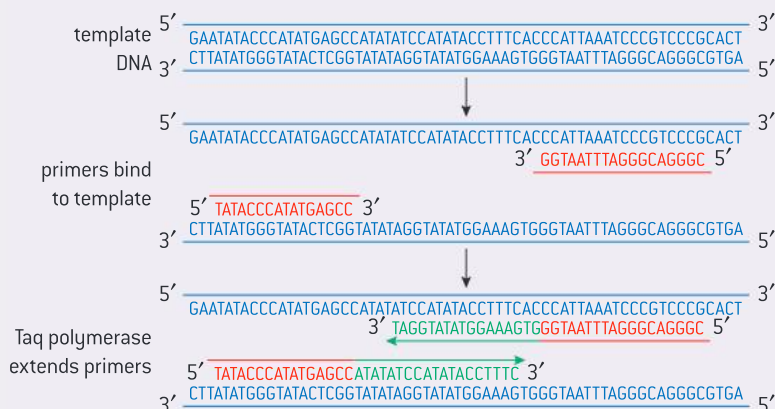 5′ 3′
template GAATATACCCATATGAGCCATATATCCATATACCTTTCACCCATTAAATCCCGTCCCGCACT
DNA CTTATATGGGTATACTCGGTATATAGGTATATGGAAAGTGGGTAATTTAGGGCAGGGCGTGA
3′ 5′
5′ 3′
GAATATACCCATATGAGCCATATATCCATATACCTTTCACCCATTAAATCCCGTCCCGCACT
3′ GGTAATTTAGGGCAGGGC 5′
primers bind
to template
5′ TATACCCATATGAGCC 3′
CTTATATGGGTATACTCGGTATATAGGTATATGGAAAGTGGGTAATTTAGGGCAGGGCGTGA
3′ 5′
5′ 3′
GAATATACCCATATGAGCCATATATCCATATACCTTTCACCCATTAAATCCCGTCCCGCACT
3′ TAGGTATATGGAAAGTGGGTAATTTAGGGCAGGGC 5′
Taq polymerase
extends primers
5′ TATACCCATATGAGCCATATATCCATATACCTTTC 3′
CTTATATGGGTATACTCGGTATATAGGTATATGGAAAGTGGGTAATTTAGGGCAGGGCGTGA
3′ 5′